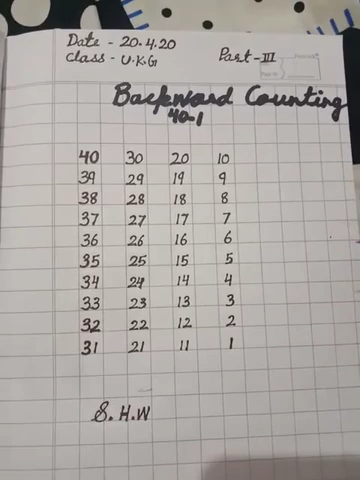 Date - 20.4.20
Class - U.K.G Part-III
Backward Counting
40-1
40 30 20 10
39 29 19 9
38 28 18 8
37 27 17 7
36 26 16 6
35 25 15 5
34 24 14 4
33 23 13 3
32 22 12 2
31 21 11 1
S.H.W